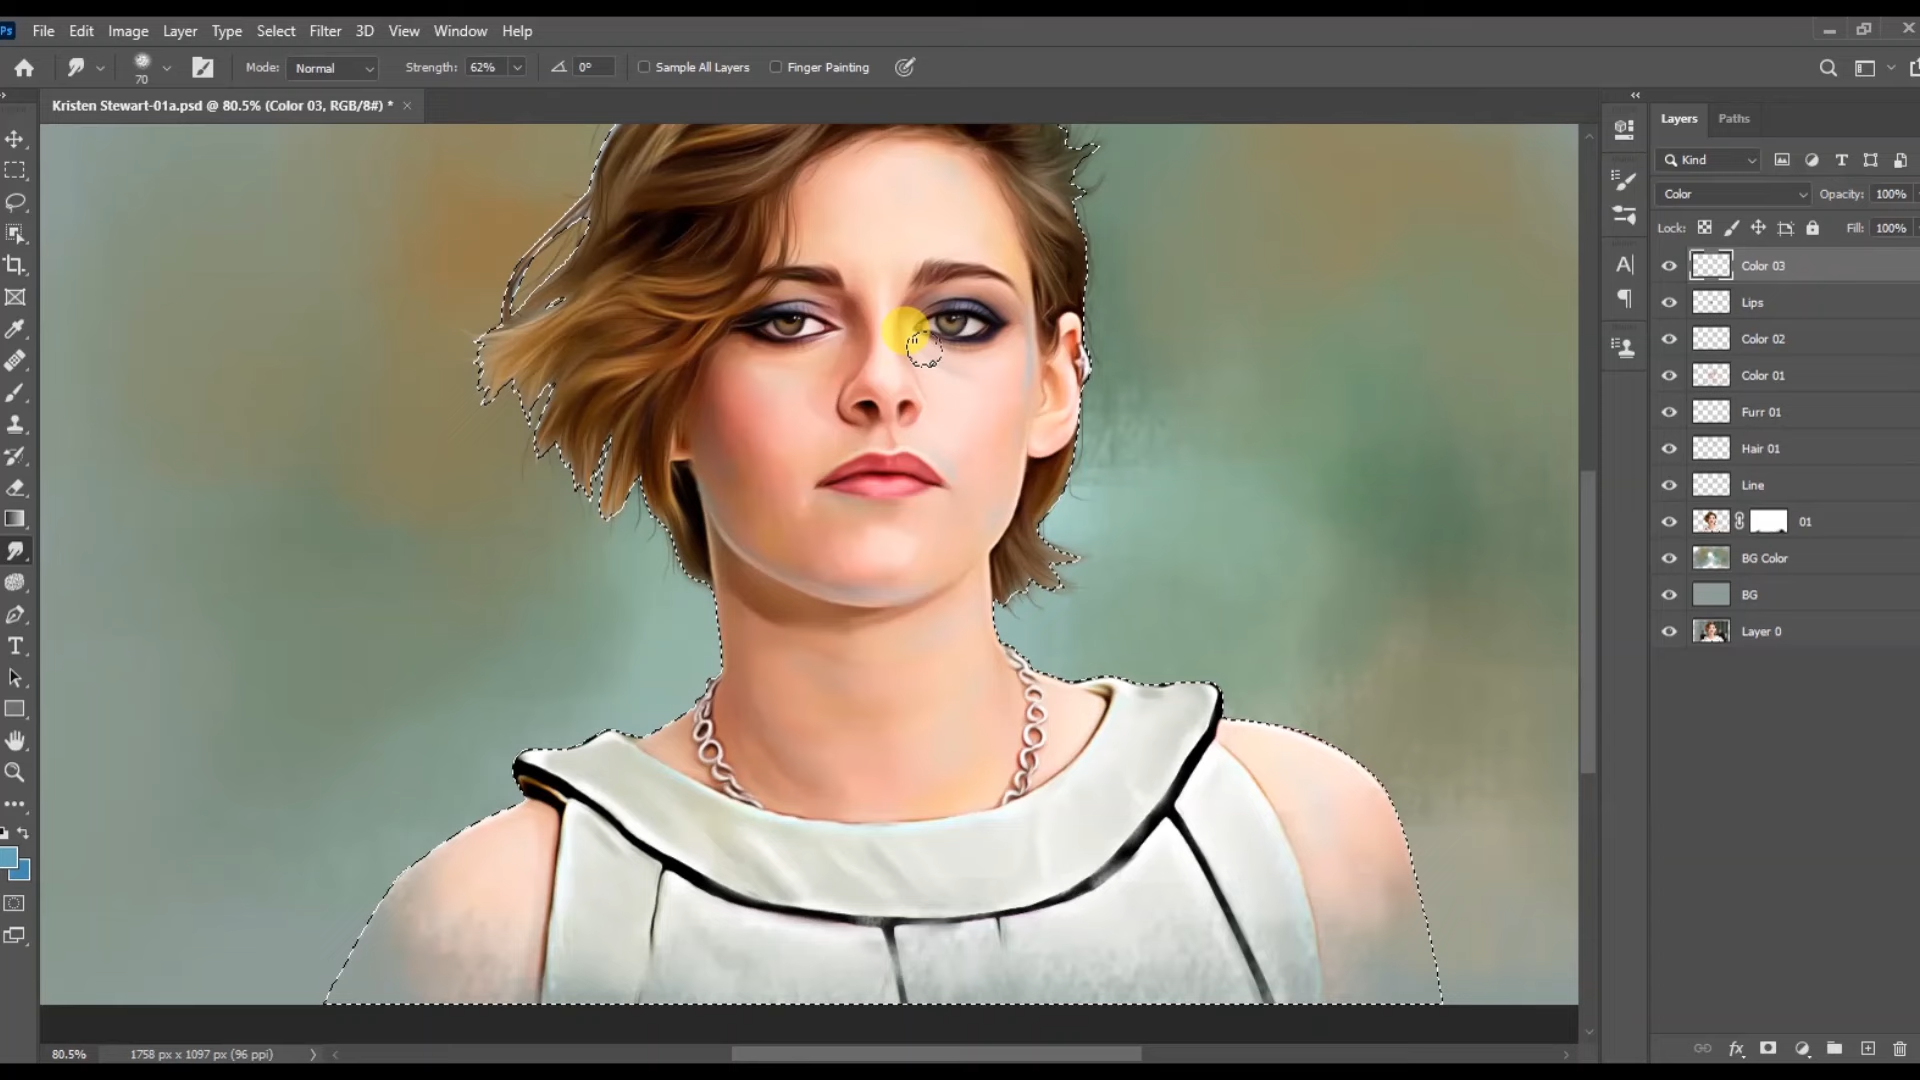 Ps File Edit Image Layer Type Select Filter 3D View Window Help
70 Mode: Normal Strength: 62% 0° Sample All Layers Finger Painting
Kristen Stewart-01a.psd @ 80.5% (Color 03, RGB/8#) * ×
Layers Paths
Kind
Color Opacity: 100%
Lock: Fill: 100%
Color 03
Lips
Color 02
Color 01
Furr 01
Hair 01
Line
01
BG Color
BG
Layer 0
80.5% 1758 px x 1097 px (96 ppi)